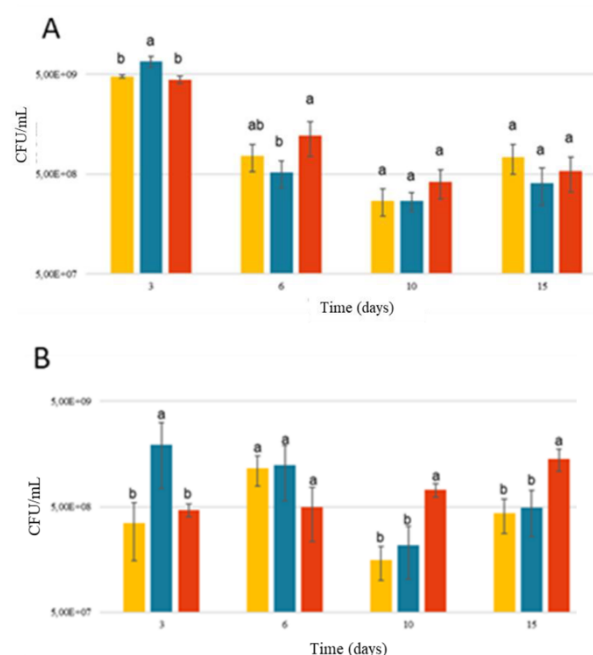 A
b a b
5,00E+09
ab b a
a a a
a a a
CFU/mL
5,00E+08
5,00E+07
3 6 10 15
Time (days)
B
5,00E+09
b a b
a a a
b b a
b b a
CFU/mL
5,00E+08
5,00E+07
3 6 10 15
Time (days)